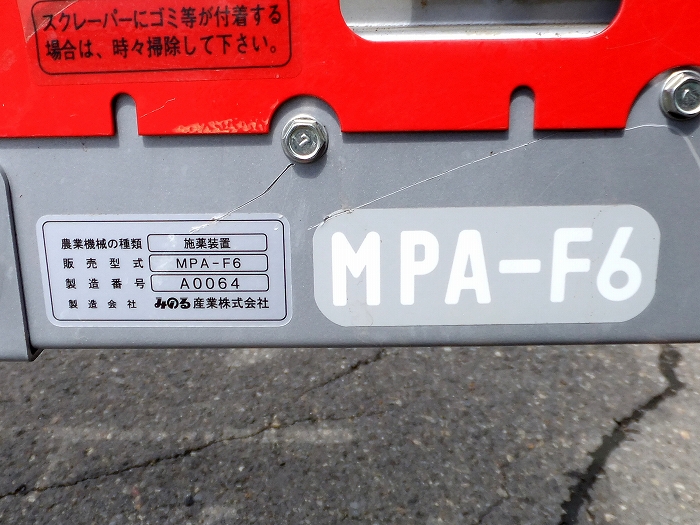 スクレーパーにゴミ等が付着する
場合は、時々掃除して下さい。
農業機械の種類 施薬装置
販売型式 MPA-F6
製造番号 A0064
製造会社 みのる産業株式会社
MPA-F6